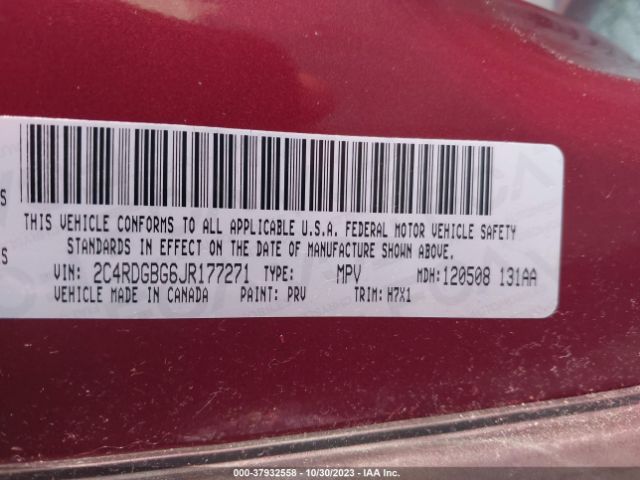 S
THIS VEHICLE CONFORMS TO ALL APPLICABLE U.S.A. FEDERAL MOTOR VEHICLE SAFETY
S
STANDARDS IN EFFECT ON THE DATE OF MANUFACTURE SHOWN ABOVE.
VIN: 2C4RDGBG6JR177271 TYPE: MPV MDH:120508 131AA
VEHICLE MADE IN CANADA PAINT: PRV TRIM: H7X1
000-37932558 - 10/30/2023 - IAA Inc.